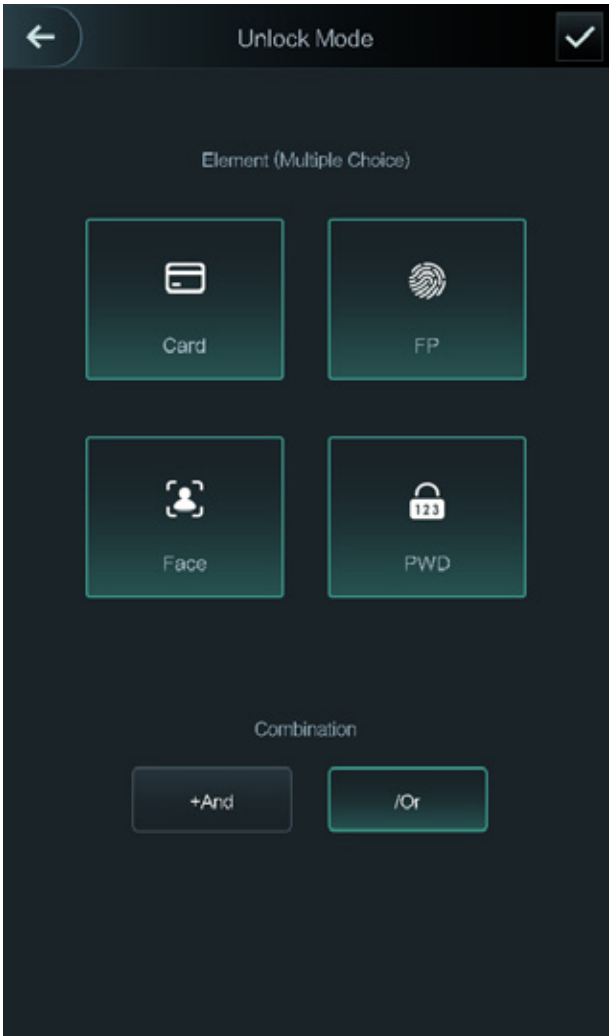 Unlock Mode
Element (Multiple Choice)
Card
FP
Face
123
PWD
Combination
+And
/Or